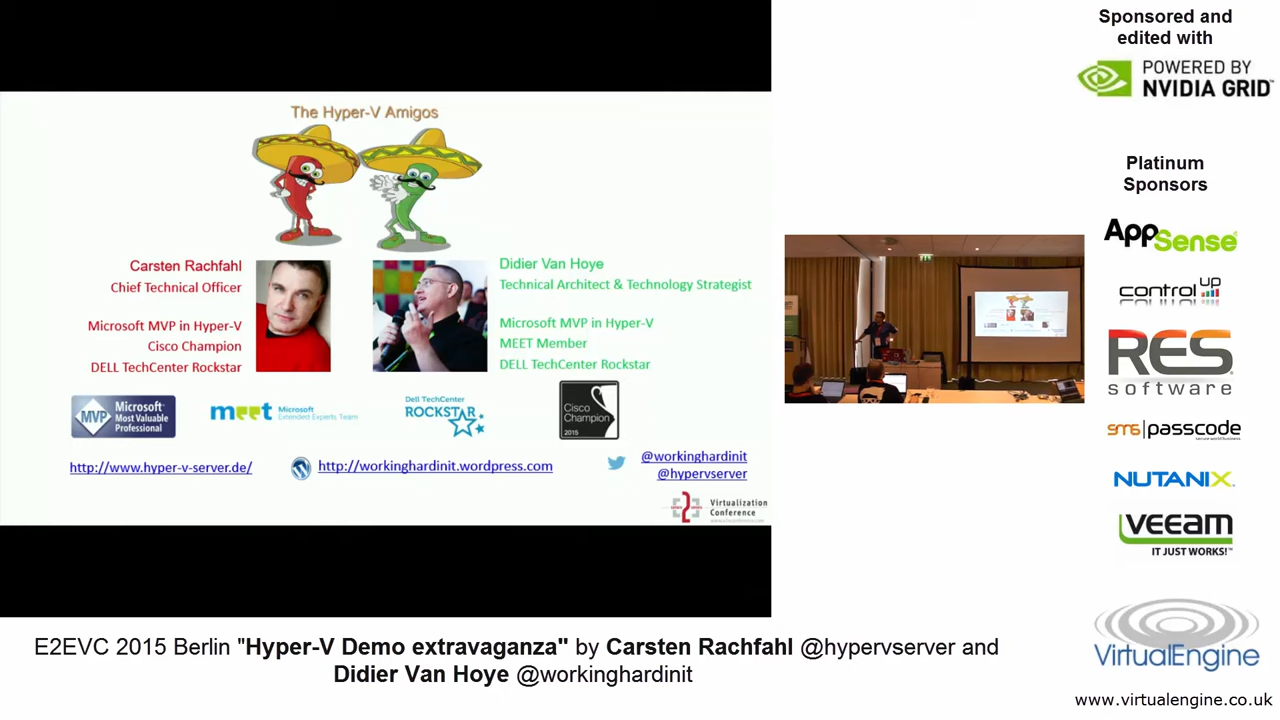 The Hyper-V Amigos
Carsten Rachfahl
Chief Technical Officer
Microsoft MVP in Hyper-V
Cisco Champion
DELL TechCenter Rockstar
Didier Van Hoye
Technical Architect & Technology Strategist
Microsoft MVP in Hyper-V
MEET Member
DELL TechCenter Rockstar
MVP
Microsoft®
Most Valuable
Professional
meet
Microsoft
Extended Experts Team
Dell TechCenter
ROCKSTAR
Cisco
Champion
2015
http://www.hyper-v-server.de/
http://workinghardinit.wordpress.com
@workinghardinit
@hypervserver
Virtualization
Conference
E2EVC 2015 Berlin "Hyper-V Demo extravaganza" by Carsten Rachfahl @hypervserver and
Didier Van Hoye @workinghardinit
Sponsored and
edited with
POWERED BY
NVIDIA GRID™
Platinum
Sponsors
AppSense®
control UP
RES
software
sms|passcode
NUTANIX
veeam
IT JUST WORKS!™
VirtualEngine
www.virtualengine.co.uk